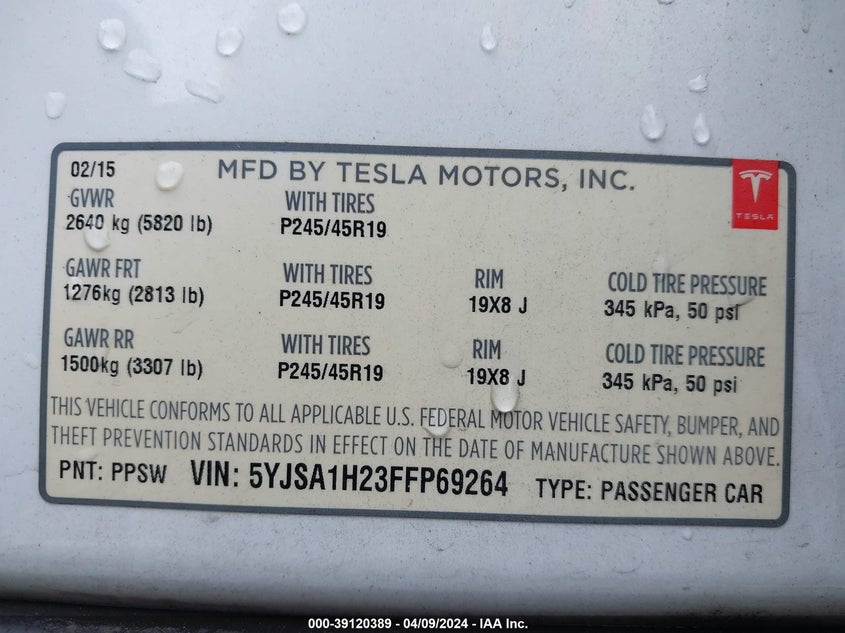 02/15 MFD BY TESLA MOTORS, INC.
GVWR WITH TIRES TESLA
2640 kg (5820 lb) P245/45R19
GAWR FRT WITH TIRES RIM COLD TIRE PRESSURE
1276kg (2813 lb) P245/45R19 19X8 J 345 kPa, 50 psi
GAWR RR WITH TIRES RIM COLD TIRE PRESSURE
1500kg (3307 lb) P245/45R19 19X8 J 345 kPa, 50 psi
THIS VEHICLE CONFORMS TO ALL APPLICABLE U.S. FEDERAL MOTOR VEHICLE SAFETY, BUMPER, AND
THEFT PREVENTION STANDARDS IN EFFECT ON THE DATE OF MANUFACTURE SHOWN ABOVE.
PNT: PPSW VIN: 5YJSA1H23FFP69264 TYPE: PASSENGER CAR
000-39120389 - 04/09/2024 - IAA Inc.